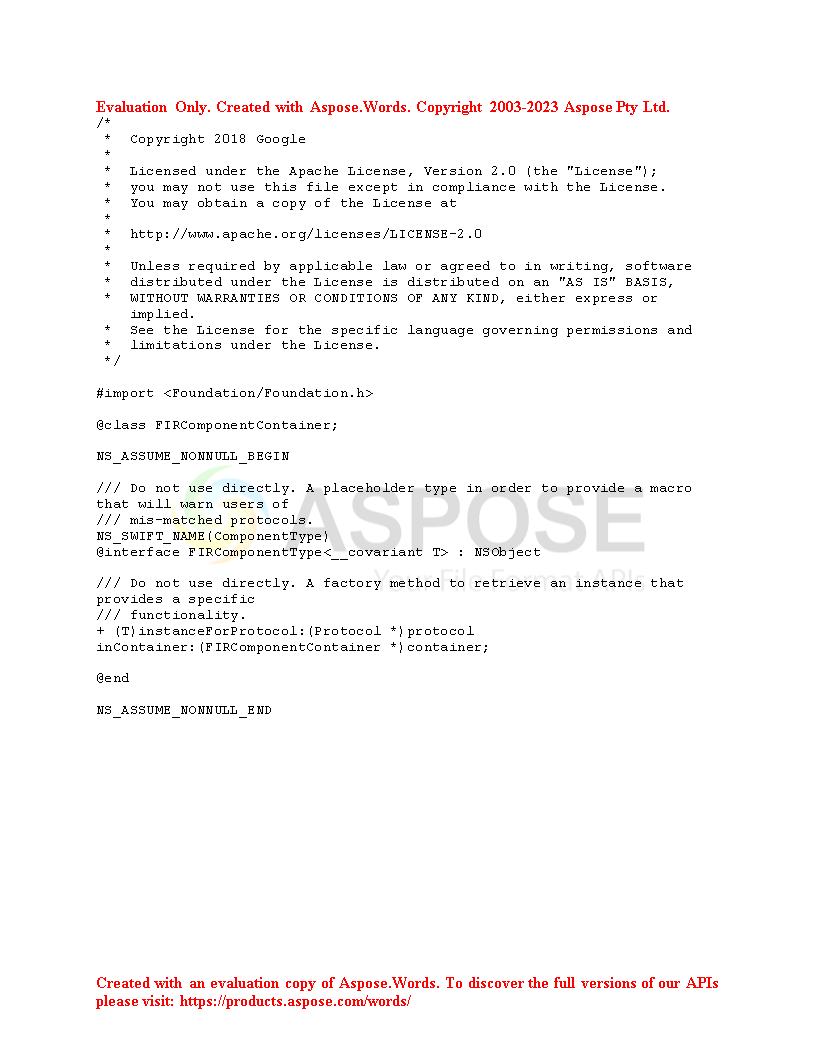 Evaluation Only. Created with Aspose.Words. Copyright 2003-2023 Aspose Pty Ltd.
/*
 *  Copyright 2018 Google
 *
 *  Licensed under the Apache License, Version 2.0 (the "License");
 *  you may not use this file except in compliance with the License.
 *  You may obtain a copy of the License at
 *
 *  http://www.apache.org/licenses/LICENSE-2.0
 *
 *  Unless required by applicable law or agreed to in writing, software
 *  distributed under the License is distributed on an "AS IS" BASIS,
 *  WITHOUT WARRANTIES OR CONDITIONS OF ANY KIND, either express or
    implied.
 *  See the License for the specific language governing permissions and
 *  limitations under the License.
 */

#import <Foundation/Foundation.h>

@class FIRComponentContainer;

NS_ASSUME_NONNULL_BEGIN

/// Do not use directly. A placeholder type in order to provide a macro
that will warn users of
/// mis-matched protocols.
NS_SWIFT_NAME(ComponentType)
@interface FIRComponentType<__covariant T> : NSObject
ASPOSE
Your File Format APIs

/// Do not use directly. A factory method to retrieve an instance that
provides a specific
/// functionality.
+ (T)instanceForProtocol:(Protocol *)protocol
inContainer:(FIRComponentContainer *)container;

@end

NS_ASSUME_NONNULL_END

Created with an evaluation copy of Aspose.Words. To discover the full versions of our APIs
please visit: https://products.aspose.com/words/